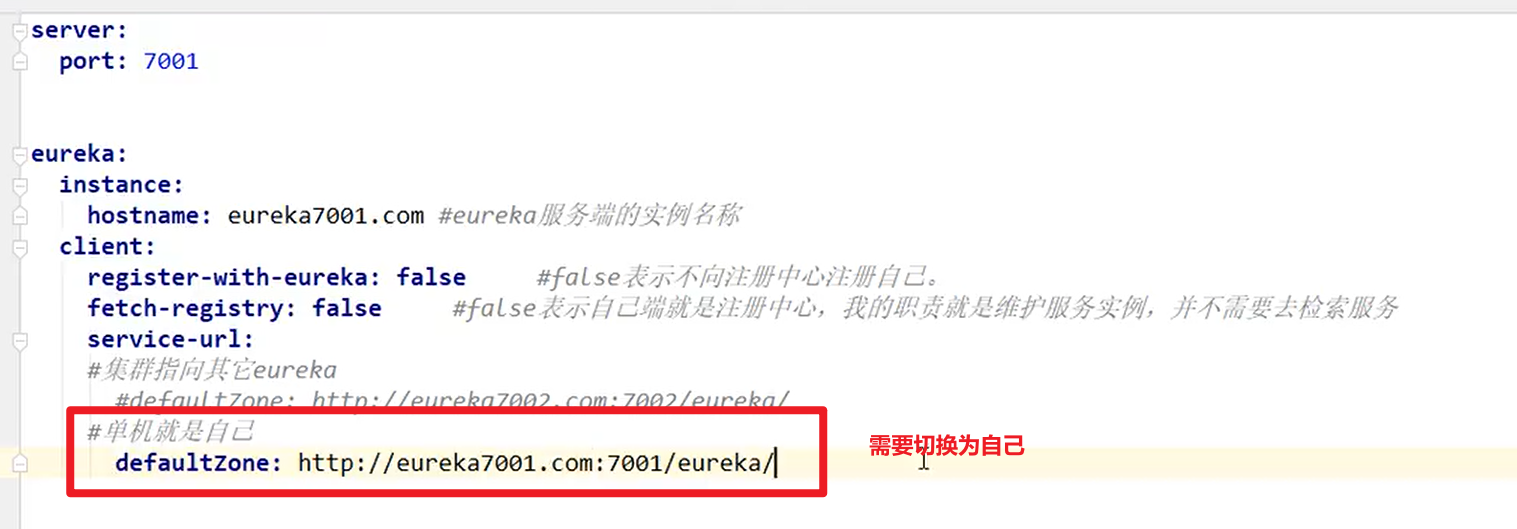 server:
port: 7001
eureka:
instance:
hostname: eureka7001.com #eureka服务端的实例名称
client:
register-with-eureka: false #false表示不向注册中心注册自己。
fetch-registry: false #false表示自己端就是注册中心，我的职责就是维护服务实例，并不需要去检索服务
service-url:
#集群指向其它eureka
#defaultZone: http://eureka7002.com:7002/eureka/
#单机就是自己
defaultZone: http://eureka7001.com:7001/eureka/
需要切换为自己